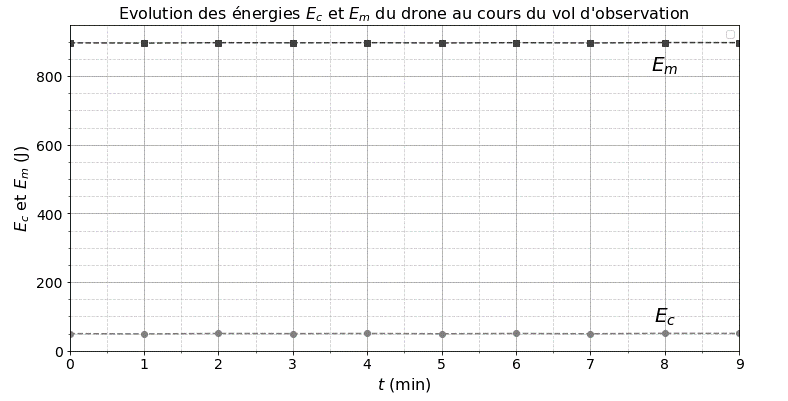 Evolution des énergies E_c et E_m du drone au cours du vol d'observation
E_c et E_m (J)
800
600
400
200
0
E_m
E_c
0 1 2 3 4 5 6 7 8 9
t (min)